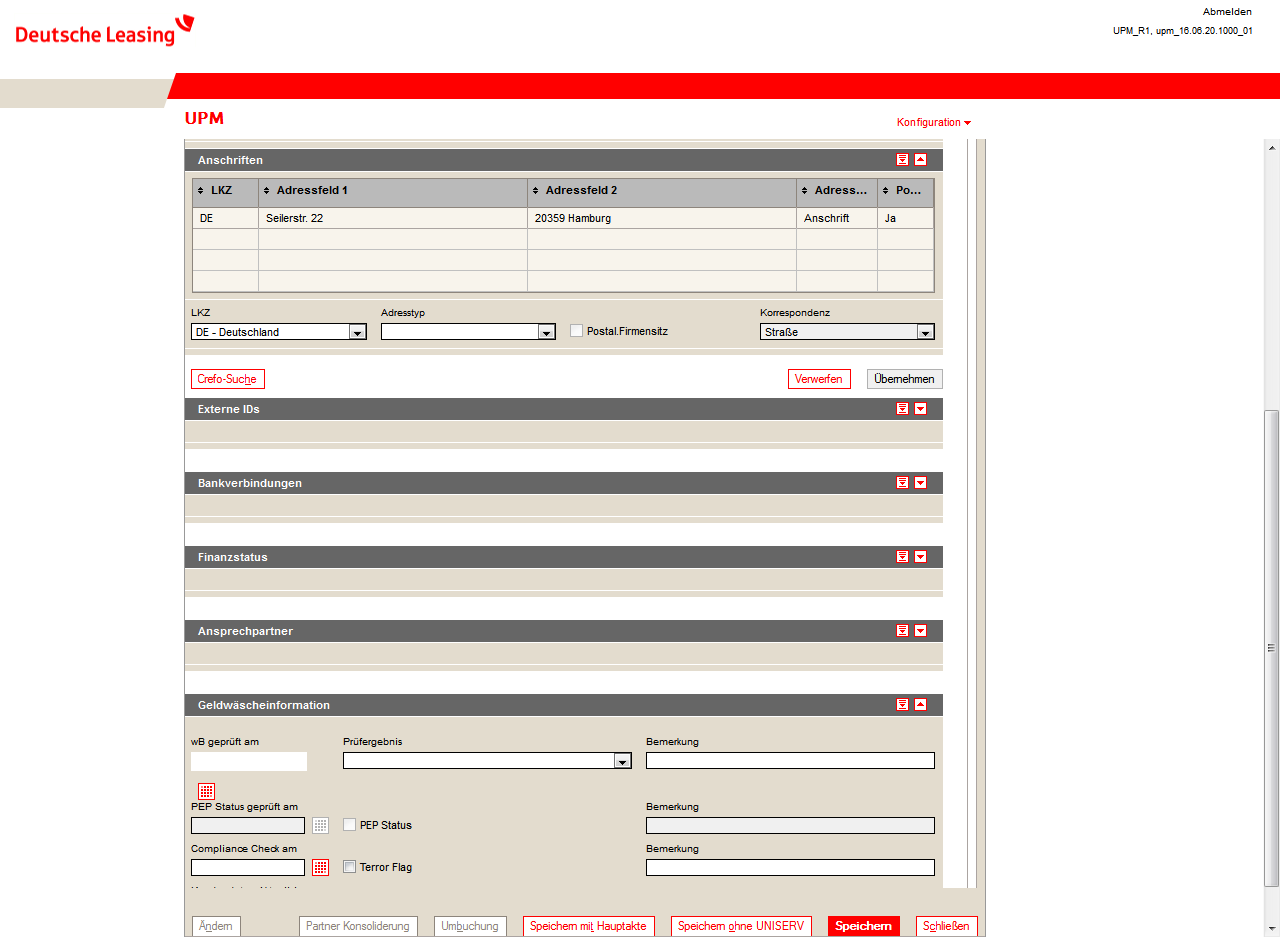 Deutsche Leasing
Abmelden
UPM_R1, upm_16.06.20.1000_01
UPM
Konfiguration
Anschriften
LKZ Adressfeld 1 Adressfeld 2 Adress... Po...
DE Seilerstr. 22 20359 Hamburg Anschrift Ja
LKZ Adresstyp Korrespondenz
DE - Deutschland Postal.Firmensitz Straße
Crefo-Suche Verwerfen Übernehmen
Externe IDs
Bankverbindungen
Finanzstatus
Ansprechpartner
Geldwäscheinformation
wB geprüft am Prüfergebnis Bemerkung
PEP Status geprüft am Bemerkung
PEP Status
Compliance Check am Bemerkung
Terror Flag
Ändern Partner Konsolidierung Umbuchung Speichern mit Hauptakte Speichern ohne UNISERV Speichern Schließen